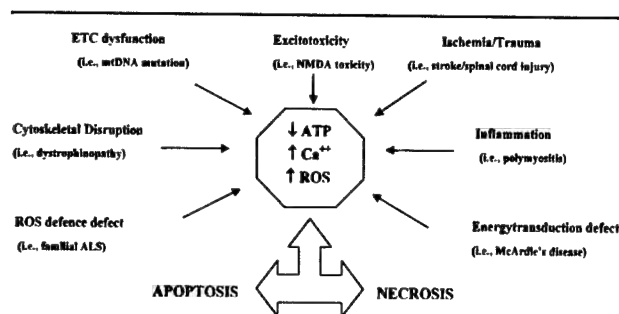 ETC dysfunction
(i.e., mtDNA mutation)
Excitotoxicity
(i.e., NMDA toxicity)
Ischemia/Trauma
(i.e., stroke/spinal cord injury)
Cytoskeletal Disruption
(i.e., dystrophinopathy)
↓ ATP
↑ Ca⁺⁺
↑ ROS
Inflammation
(i.e., polymyositis)
ROS defence defect
(i.e., familial ALS)
Energytransduction defect
(i.e., McArdle's disease)
APOPTOSIS
NECROSIS